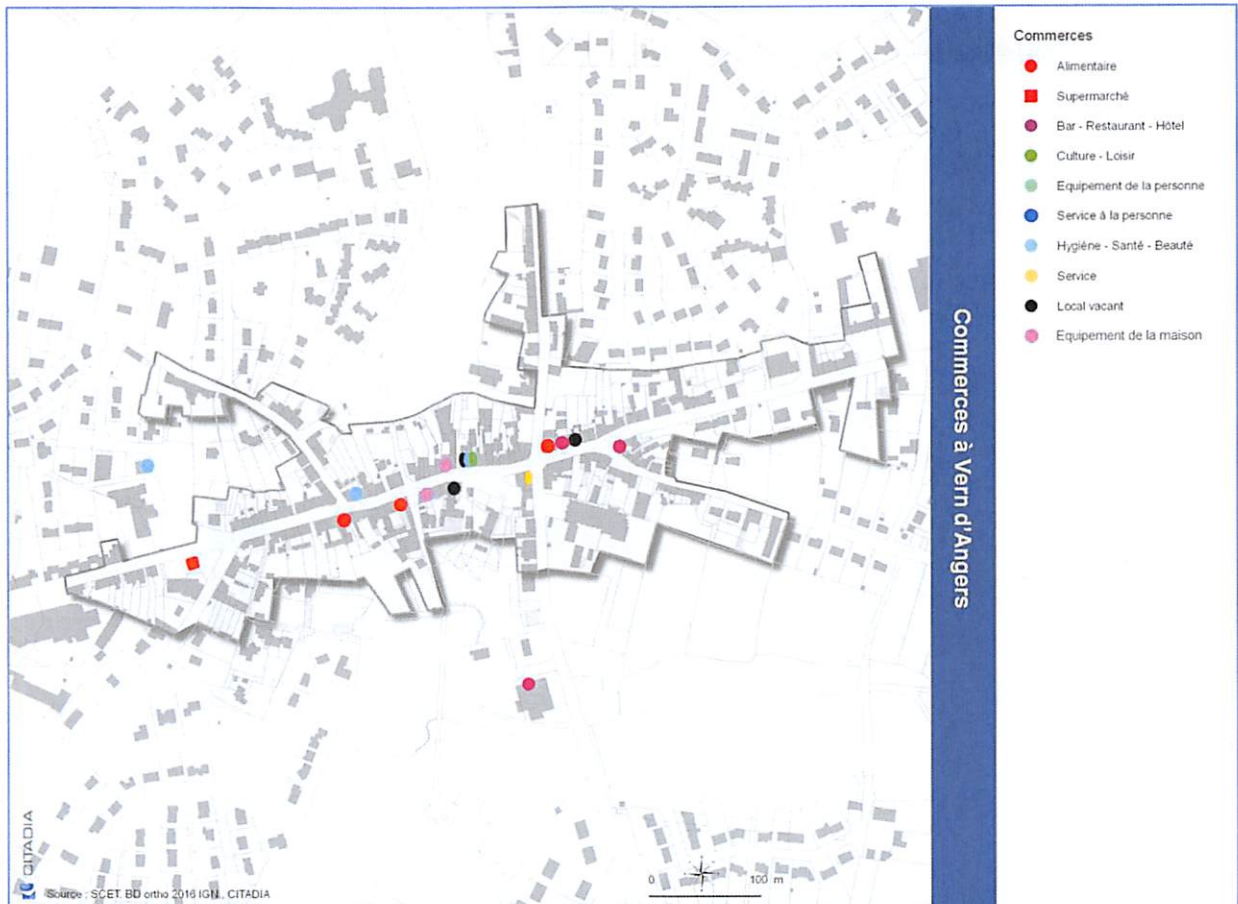 Commerces
Alimentaire
Supermarché
Bar - Restaurant - Hôtel
Culture - Loisir
Equipement de la personne
Service à la personne
Hygiène - Santé - Beauté
Service
Local vacant
Equipement de la maison
Commerces à Vern d'Angers
0 100 m
CITADIA
Source : SCET. BD ortho 2016 IGN., CITADIA